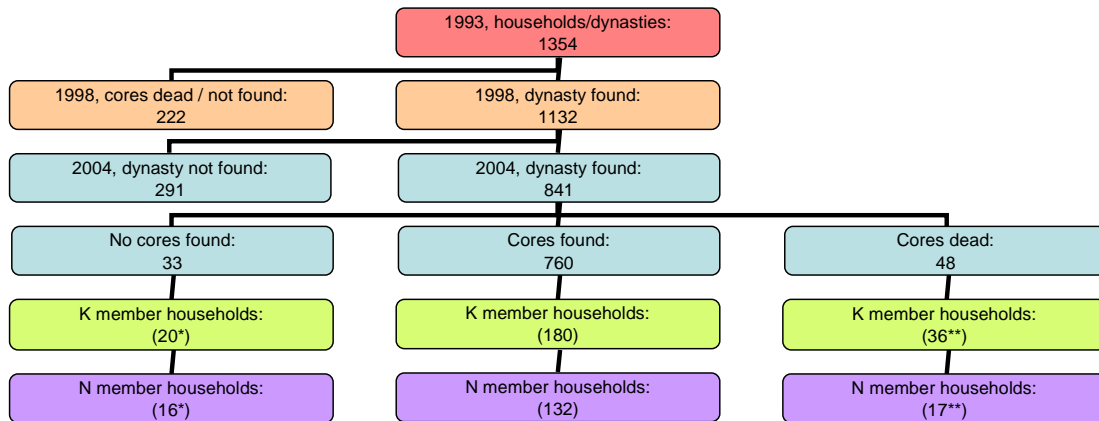 1993, households/dynasties:
1354
1998, cores dead / not found:
222
1998, dynasty found:
1132
2004, dynasty not found:
291
2004, dynasty found:
841
No cores found:
33
Cores found:
760
Cores dead:
48
K member households:
(20*)
K member households:
(180)
K member households:
(36**)
N member households:
(16*)
N member households:
(132)
N member households:
(17**)